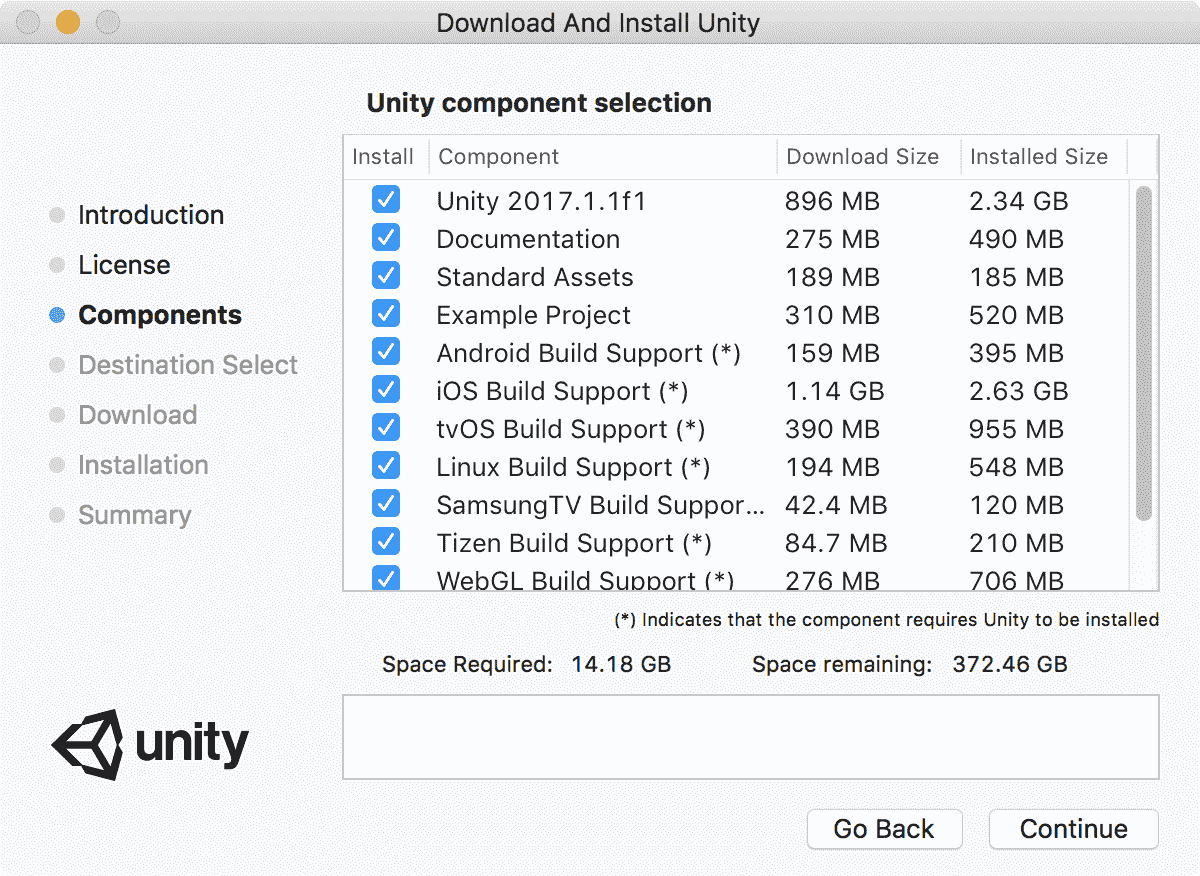 Download And Install Unity
Unity component selection
Install Component Download Size Installed Size
Unity 2017.1.1f1 896 MB 2.34 GB
Documentation 275 MB 490 MB
Standard Assets 189 MB 185 MB
Example Project 310 MB 520 MB
Android Build Support (*) 159 MB 395 MB
iOS Build Support (*) 1.14 GB 2.63 GB
tvOS Build Support (*) 390 MB 955 MB
Linux Build Support (*) 194 MB 548 MB
SamsungTV Build Suppor... 42.4 MB 120 MB
Tizen Build Support (*) 84.7 MB 210 MB
WebGL Build Support (*) 276 MB 706 MB
Introduction
License
Components
Destination Select
Download
Installation
Summary
(*) Indicates that the component requires Unity to be installed
Space Required: 14.18 GB Space remaining: 372.46 GB
unity
Go Back Continue